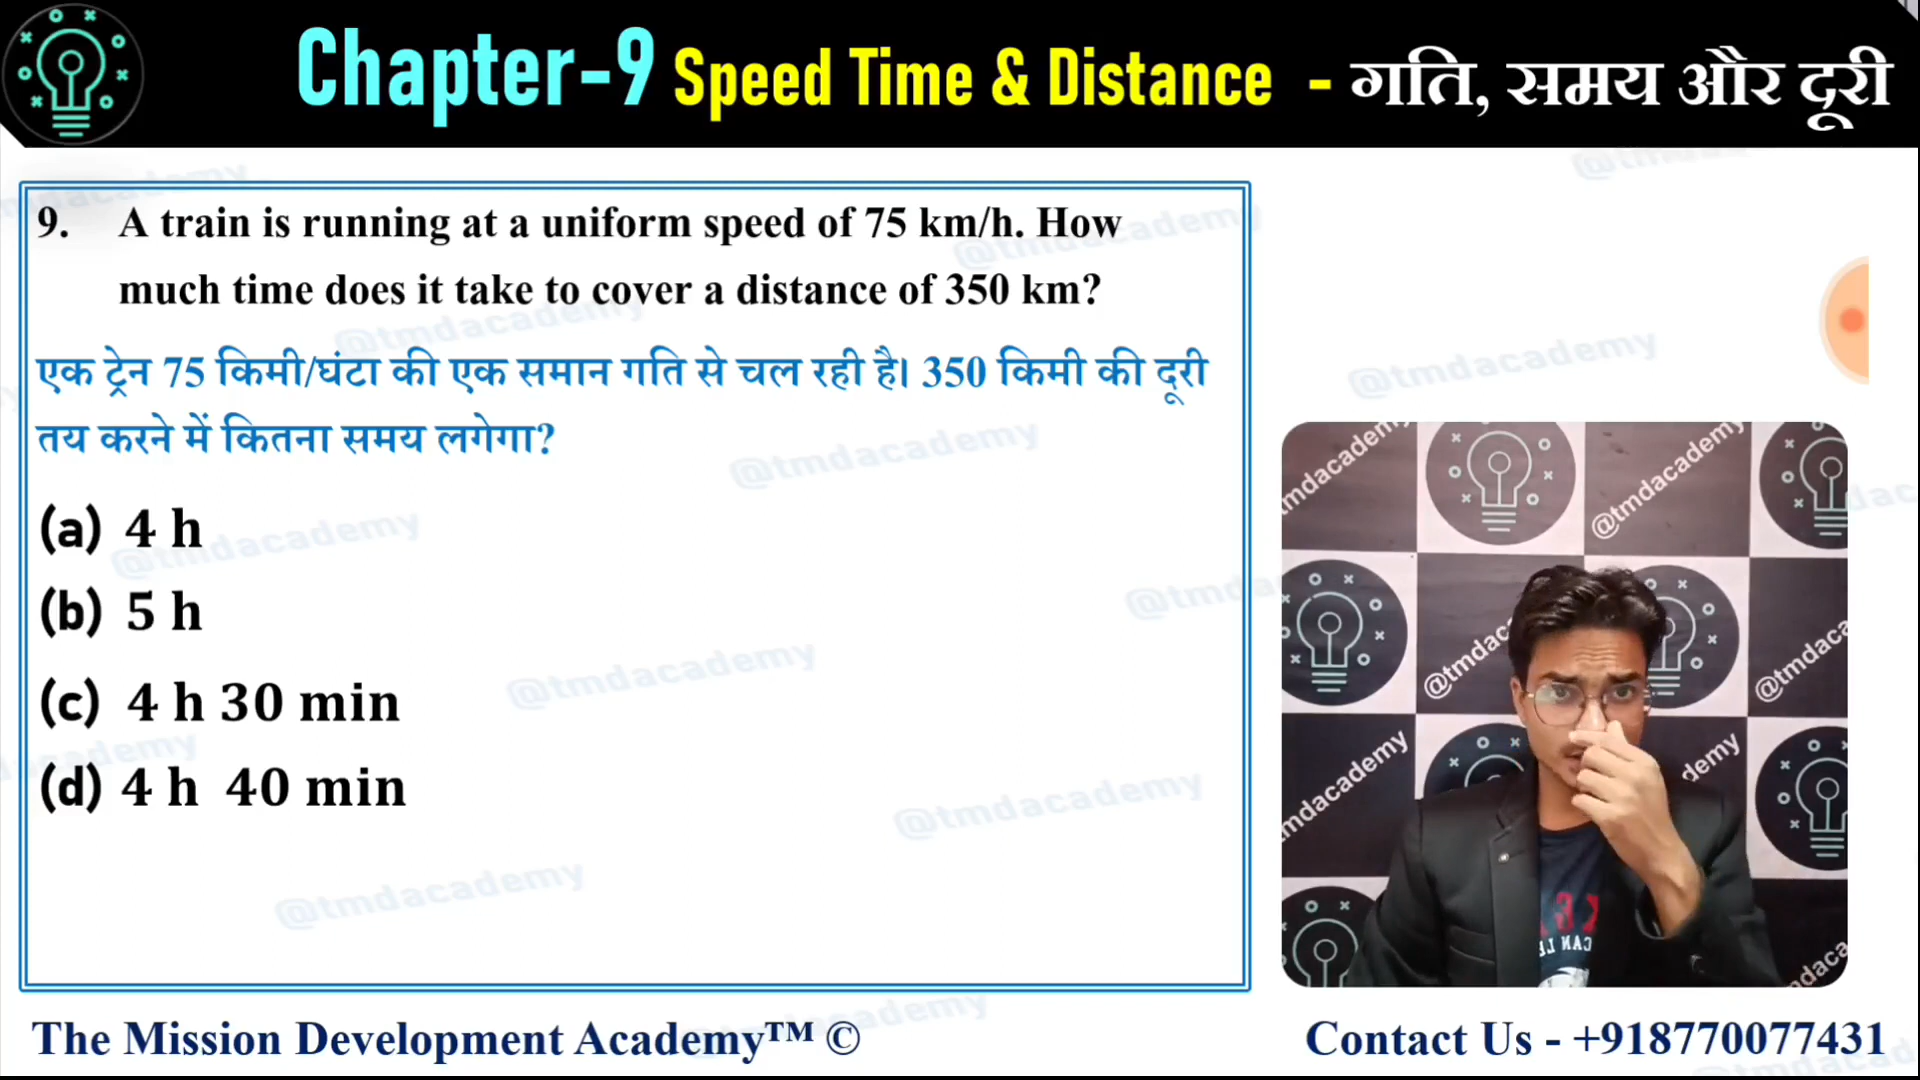 Chapter-9 Speed Time & Distance - गति, समय और दूरी
9. A train is running at a uniform speed of 75 km/h. How
much time does it take to cover a distance of 350 km?
एक ट्रेन 75 किमी/घंटा की एक समान गति से चल रही है। 350 किमी की दूरी
तय करने में कितना समय लगेगा?
(a) 4 h
(b) 5 h
(c) 4 h 30 min
(d) 4 h 40 min
@tmdacademy
The Mission Development Academy™ ©
Contact Us - +918770077431